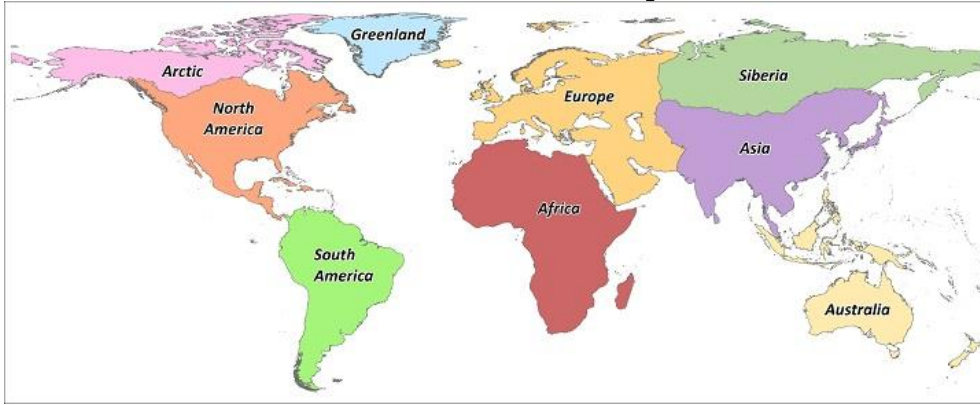 Greenland
Arctic
Siberia
North
America
Europe
Asia
Africa
South
America
Australia